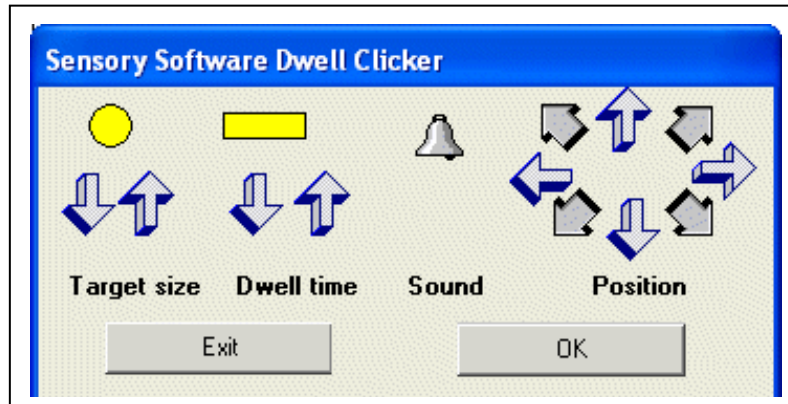 Sensory Software Dwell Clicker
Target size Dwell time Sound Position
Exit OK